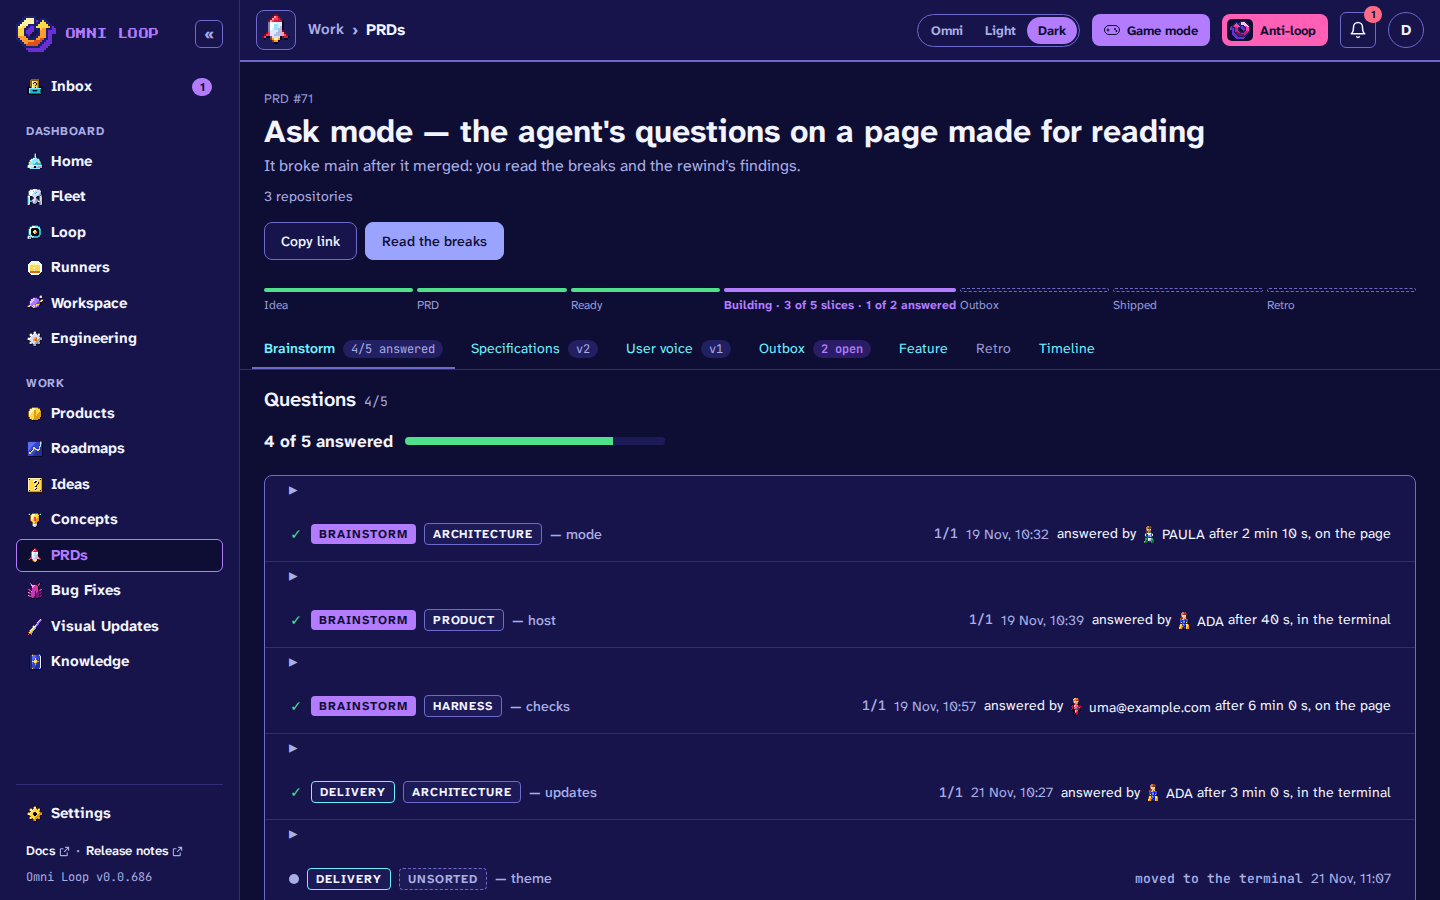 OMNI LOOP
«
Inbox
1
DASHBOARD
Home
Fleet
Loop
Runners
Workspace
Engineering
WORK
Products
Roadmaps
Ideas
Concepts
PRDs
Bug Fixes
Visual Updates
Knowledge
Settings
Docs · Release notes
Omni Loop v0.0.686
Work › PRDs
Omni Light Dark
Game mode
Anti-loop
1
D
PRD #71
Ask mode — the agent's questions on a page made for reading
It broke main after it merged: you read the breaks and the rewind's findings.
3 repositories
Copy link
Read the breaks
Idea PRD Ready Building · 3 of 5 slices · 1 of 2 answered Outbox Shipped Retro
Brainstorm 4/5 answered Specifications v2 User voice v1 Outbox 2 open Feature Retro Timeline
Questions 4/5
4 of 5 answered
▶
✓ BRAINSTORM ARCHITECTURE — mode 1/1 19 Nov, 10:32 answered by PAULA after 2 min 10 s, on the page
▶
✓ BRAINSTORM PRODUCT — host 1/1 19 Nov, 10:39 answered by ADA after 40 s, in the terminal
▶
✓ BRAINSTORM HARNESS — checks 1/1 19 Nov, 10:57 answered by uma@example.com after 6 min 0 s, on the page
▶
✓ DELIVERY ARCHITECTURE — updates 1/1 21 Nov, 10:27 answered by ADA after 3 min 0 s, in the terminal
▶
DELIVERY UNSORTED — theme moved to the terminal 21 Nov, 11:07